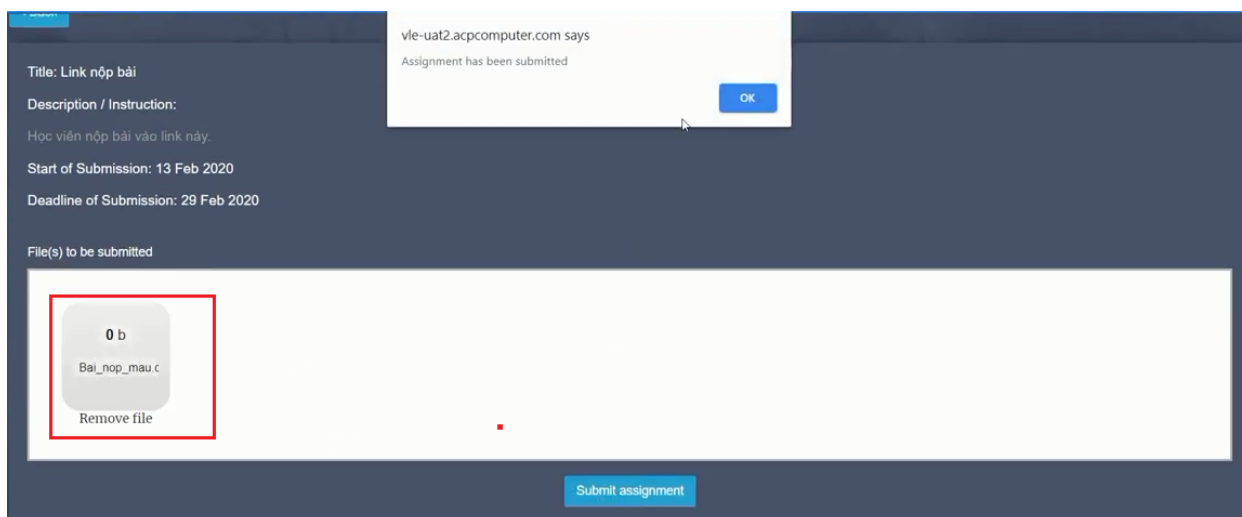 vle-uat2.acpcomputer.com says
Assignment has been submitted
OK
Title: Link nộp bài
Description / Instruction:
Học viên nộp bài vào link này.
Start of Submission: 13 Feb 2020
Deadline of Submission: 29 Feb 2020
File(s) to be submitted
0 b
Bai_nop_mau.c
Remove file
Submit assignment